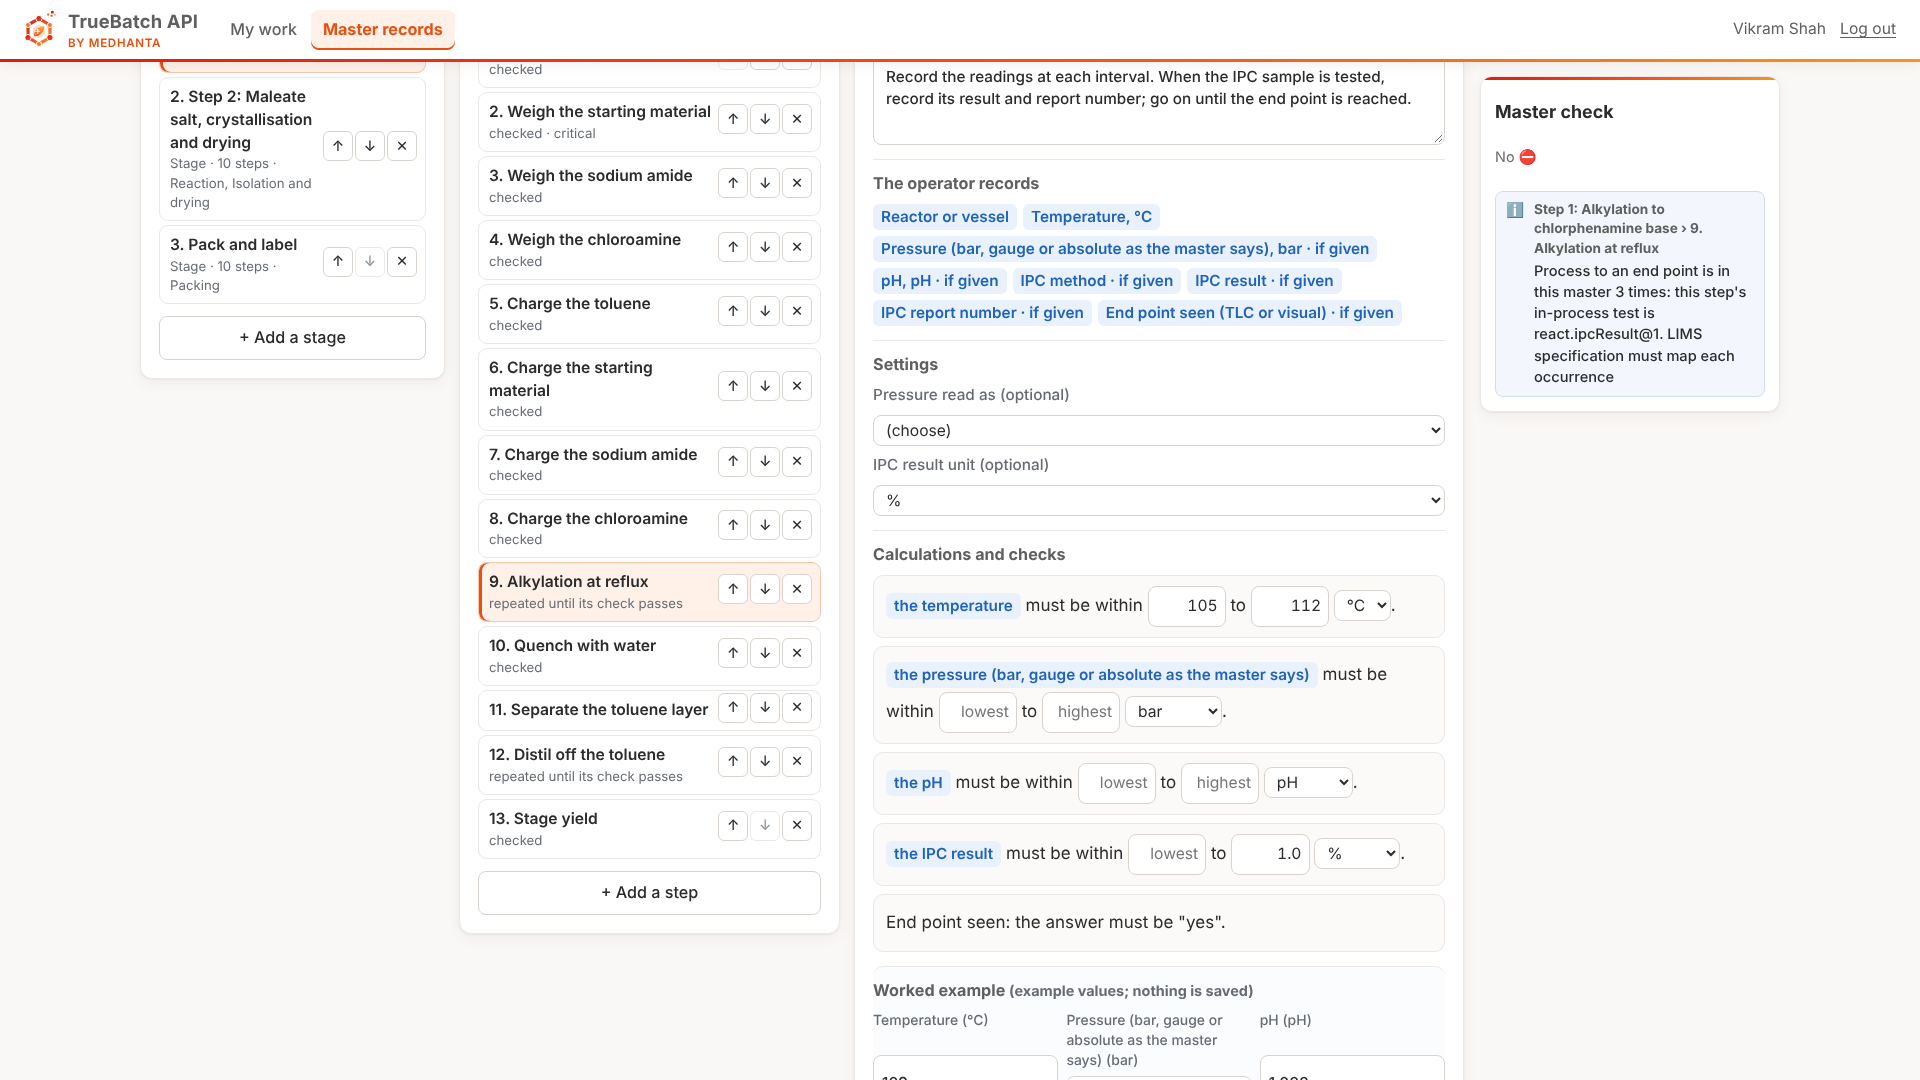 TrueBatch API
BY MEDHANTA
My work
Master records
Vikram Shah
Log out
2. Step 2: Maleate
salt, crystallisation
and drying
Stage · 10 steps ·
Reaction, Isolation and
drying
↑ ↓ ✕
3. Pack and label
Stage · 10 steps ·
Packing
↑ ↓ ✕
+ Add a stage
checked
2. Weigh the starting material
checked · critical
↑ ↓ ✕
3. Weigh the sodium amide
checked
↑ ↓ ✕
4. Weigh the chloroamine
checked
↑ ↓ ✕
5. Charge the toluene
checked
↑ ↓ ✕
6. Charge the starting
material
checked
↑ ↓ ✕
7. Charge the sodium amide
checked
↑ ↓ ✕
8. Charge the chloroamine
checked
↑ ↓ ✕
9. Alkylation at reflux
repeated until its check passes
↑ ↓ ✕
10. Quench with water
checked
↑ ↓ ✕
11. Separate the toluene layer
↑ ↓ ✕
12. Distil off the toluene
repeated until its check passes
↑ ↓ ✕
13. Stage yield
checked
↑ ↓ ✕
+ Add a step
Record the readings at each interval. When the IPC sample is tested,
record its result and report number; go on until the end point is reached.
The operator records
Reactor or vessel Temperature, °C
Pressure (bar, gauge or absolute as the master says), bar · if given
pH, pH · if given IPC method · if given IPC result · if given
IPC report number · if given End point seen (TLC or visual) · if given
Settings
Pressure read as (optional)
(choose)
IPC result unit (optional)
%
Calculations and checks
the temperature must be within 105 to 112 °C .
the pressure (bar, gauge or absolute as the master says) must be
within lowest to highest bar .
the pH must be within lowest to highest pH .
the IPC result must be within lowest to 1.0 % .
End point seen: the answer must be "yes".
Worked example (example values; nothing is saved)
Temperature (°C)
Pressure (bar, gauge or
absolute as the master
says) (bar)
pH (pH)
Master check
No
Step 1: Alkylation to
chlorphenamine base › 9.
Alkylation at reflux
Process to an end point is in
this master 3 times: this step's
in-process test is
react.ipcResult@1. LIMS
specification must map each
occurrence